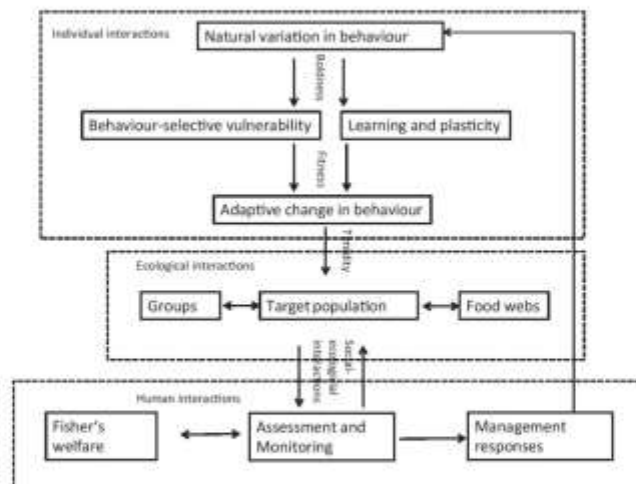 Individual interactions
Natural variation in behaviour
Boldness
Behaviour-selective vulnerability
Learning and plasticity
Fitness
Adaptive change in behaviour
Timidity
Ecological interactions
Groups
Target population
Food webs
Social-
ecological
interactions
Human interactions
Fisher's
welfare
Assessment and
Monitoring
Management
responses